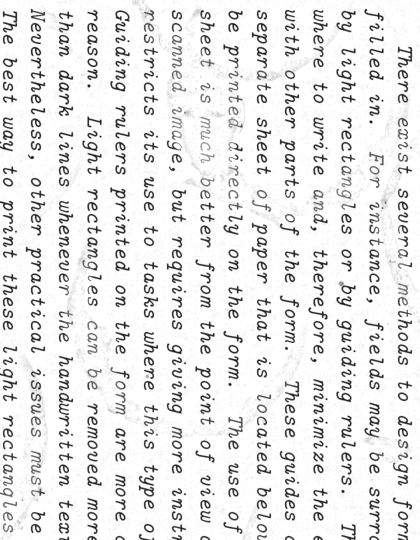 There exist several methods to design form
filled in. For instance, fields may be surro
by light rectangles or by guiding rulers. Th
where to write and, therefore, minimize the e
with other parts of the form. These guides c
separate sheet of paper that is located below
be printed directly on the form. The use of
sheet is much better from the point of view o
scanned image, but requires giving more instr
restricts its use to tasks where this type of
Guiding rulers printed on the form are more c
reason. Light rectangles can be removed more
than dark lines whenever the handwritten text
Nevertheless, other practical issues must be
The best way to print these light rectangles